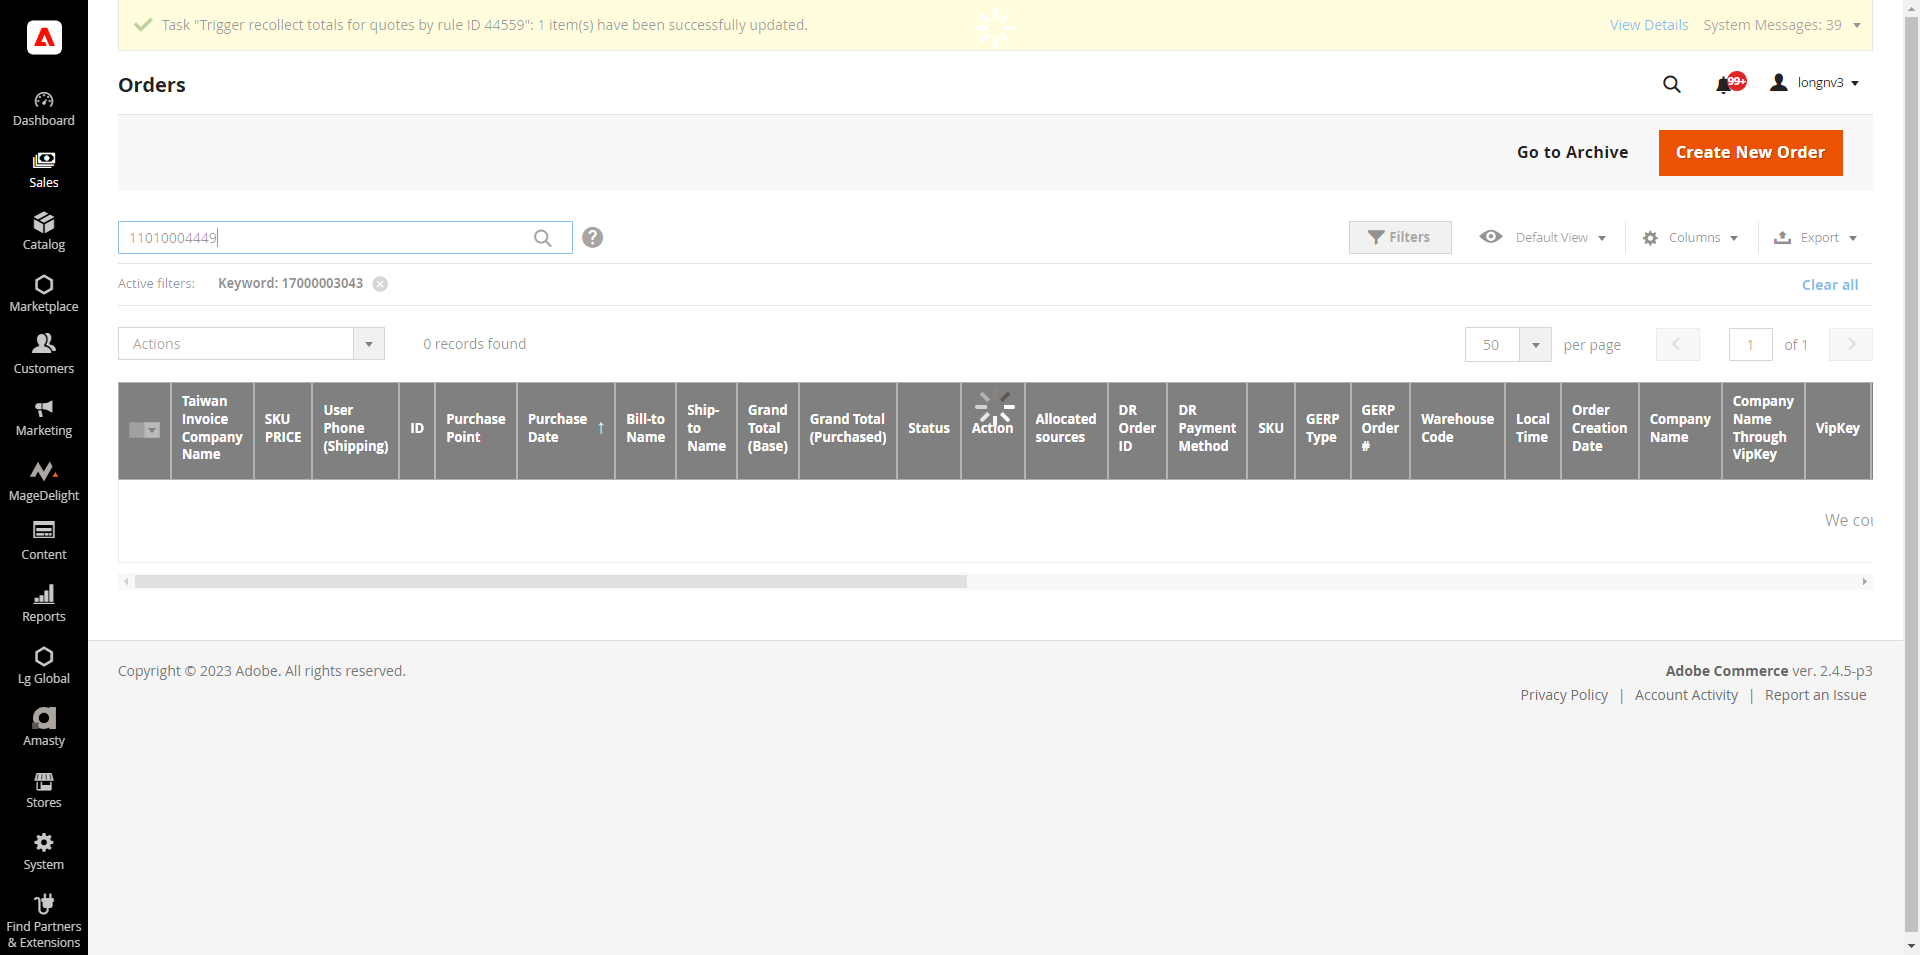 Task "Trigger recollect totals for quotes by rule ID 44559": 1 item(s) have been successfully updated.
View Details
System Messages: 39
Orders
99+
longnv3
Go to Archive
Create New Order
11010004449
?
Filters
Default View
Columns
Export
Active filters:
Keyword: 17000003043
Clear all
Actions
0 records found
50
per page
1
of 1
Taiwan
Invoice
Company
Name
SKU
PRICE
User
Phone
(Shipping)
ID
Purchase
Point
Purchase
Date
↑
Bill-to
Name
Ship-
to
Name
Grand
Total
(Base)
Grand Total
(Purchased)
Status
Action
Allocated
sources
DR
Order
ID
DR
Payment
Method
SKU
GERP
Type
GERP
Order
#
Warehouse
Code
Local
Time
Order
Creation
Date
Company
Name
Company
Name
Through
VipKey
VipKey
We cou
Dashboard
Sales
Catalog
Marketplace
Customers
Marketing
MageDelight
Content
Reports
Lg Global
Amasty
Stores
System
Find Partners
& Extensions
Copyright © 2023 Adobe. All rights reserved.
Adobe Commerce ver. 2.4.5-p3
Privacy Policy | Account Activity | Report an Issue